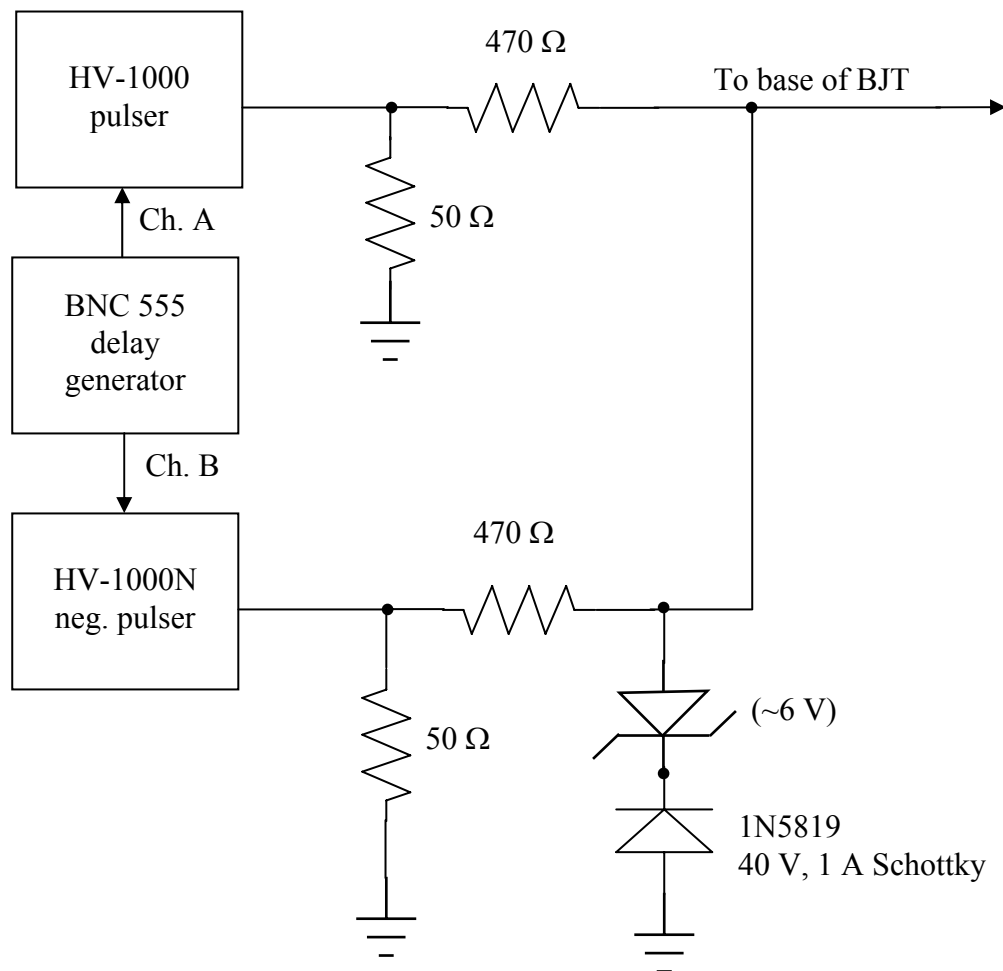 HV-1000
pulser
470 Ω
To base of BJT
50 Ω
Ch. A
BNC 555
delay
generator
Ch. B
HV-1000N
neg. pulser
470 Ω
50 Ω
(~6 V)
1N5819
40 V, 1 A Schottky